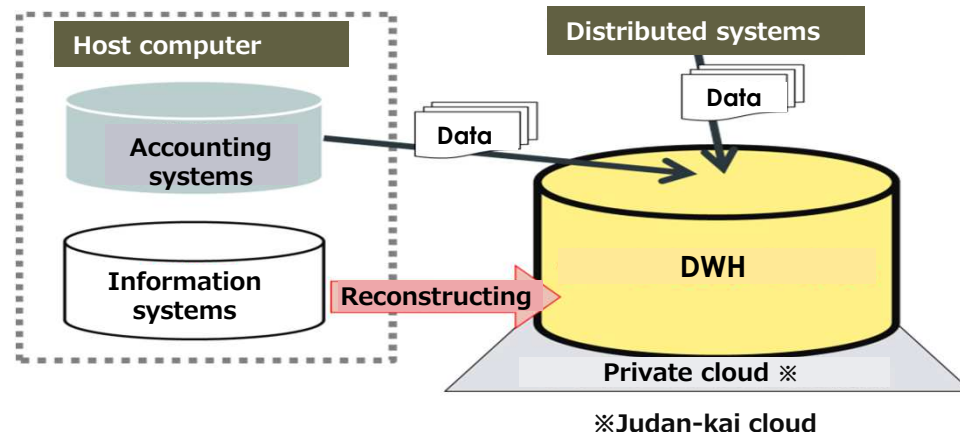 Host computer
Distributed systems
Data
Data
Accounting
systems
DWH
Information
systems
Reconstructing
Private cloud ※
※Judan-kai cloud